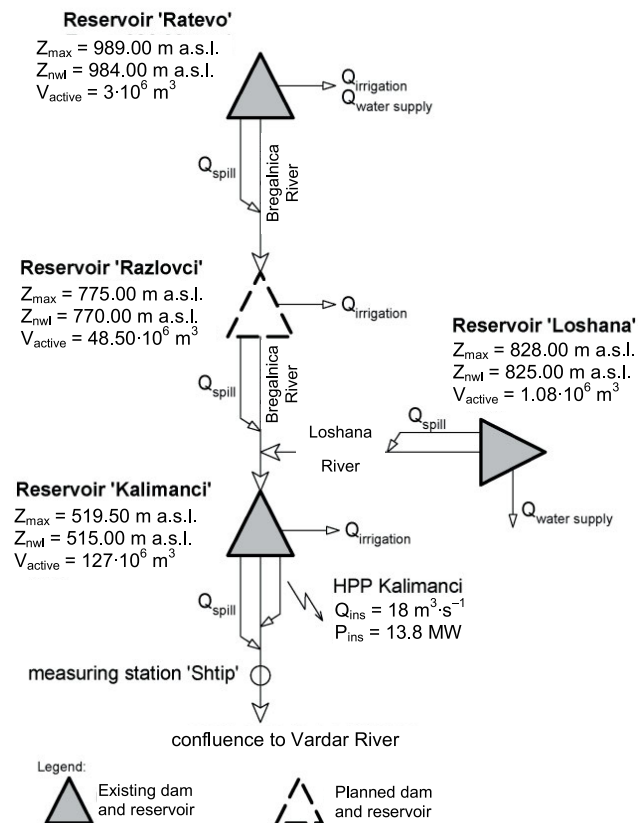 Reservoir 'Ratevo'
Zmax = 989.00 m a.s.l.
Znwl = 984.00 m a.s.l.
Vactive = 3·10⁶ m³
Qirrigation
Qwater supply
Qspill
Bregalnica
River
Reservoir 'Razlovci'
Zmax = 775.00 m a.s.l.
Znwl = 770.00 m a.s.l.
Vactive = 48.50·10⁶ m³
Qirrigation
Qspill
Bregalnica
River
Reservoir 'Loshana'
Zmax = 828.00 m a.s.l.
Znwl = 825.00 m a.s.l.
Vactive = 1.08·10⁶ m³
Qspill
Loshana
River
Qwater supply
Reservoir 'Kalimanci'
Zmax = 519.50 m a.s.l.
Znwl = 515.00 m a.s.l.
Vactive = 127·10⁶ m³
Qirrigation
Qspill
HPP Kalimanci
Qins = 18 m³·s⁻¹
Pins = 13.8 MW
measuring station 'Shtip'
confluence to Vardar River
Legend:
Existing dam
and reservoir
Planned dam
and reservoir